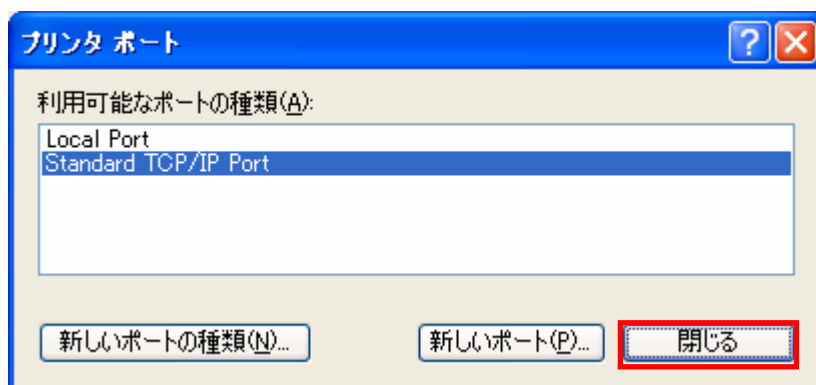 プリンタ ポート
?
利用可能なポートの種類(A):
Local Port
Standard TCP/IP Port
新しいポートの種類(N)... 新しいポート(P)... 閉じる